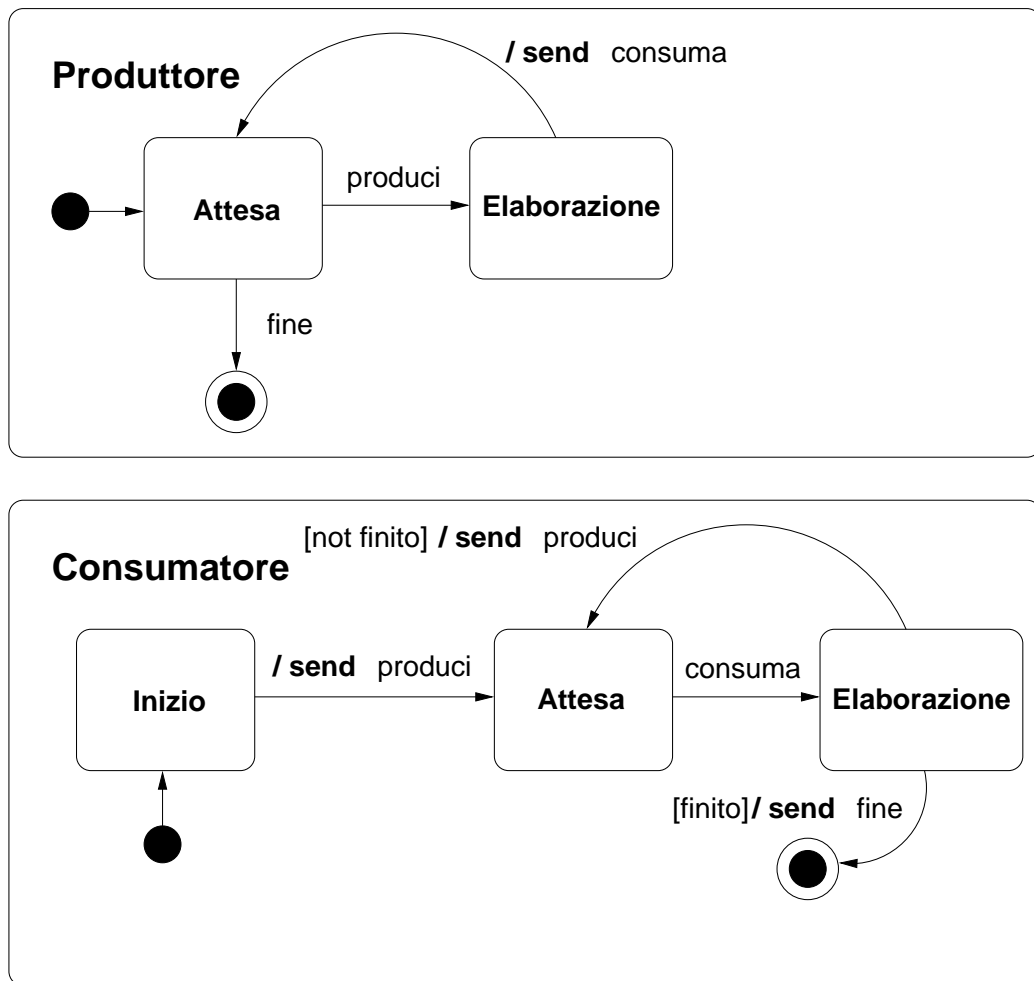 / send consuma
Produttore
produci
Attesa
Elaborazione
fine
[not finito] / send produci
Consumatore
/ send produci
consuma
Inizio
Attesa
Elaborazione
[finito]/ send fine